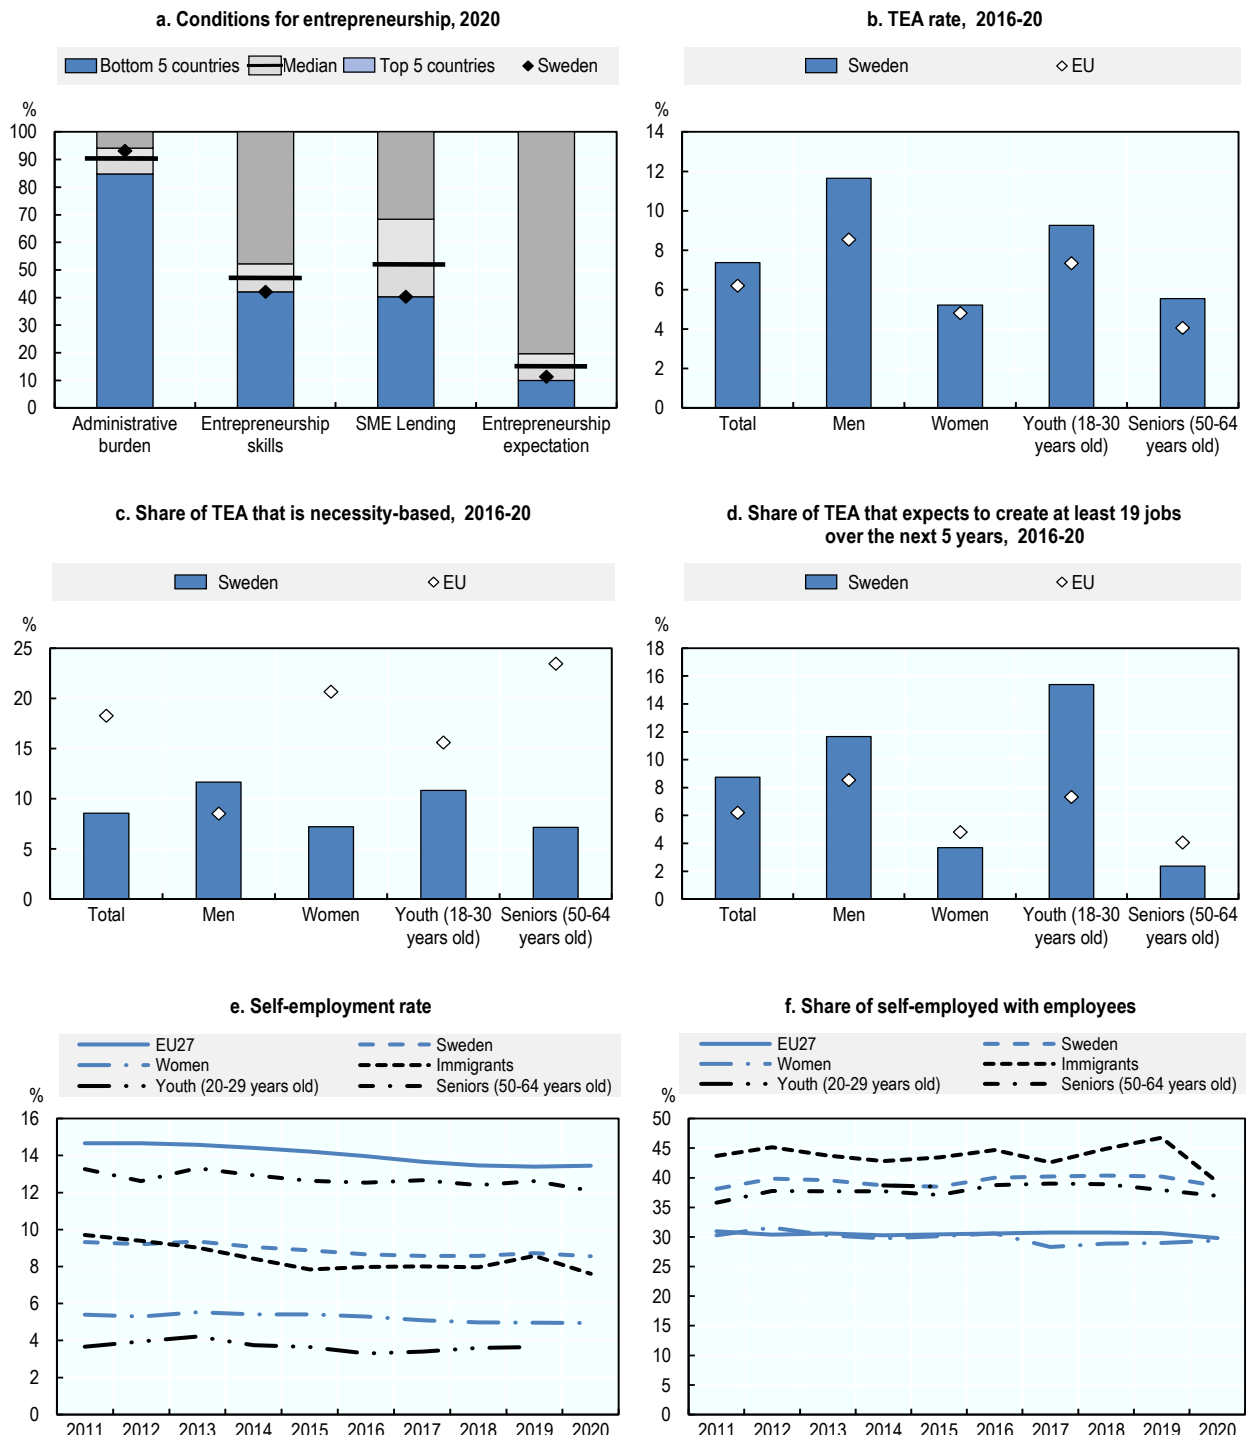 a. Conditions for entrepreneurship, 2020
Bottom 5 countries Median Top 5 countries Sweden
%
100
90
80
70
60
50
40
30
20
10
0
Administrative burden
Entrepreneurship skills
SME Lending
Entrepreneurship expectation
b. TEA rate, 2016-20
Sweden EU
%
14
12
10
8
6
4
2
0
Total
Men
Women
Youth (18-30 years old)
Seniors (50-64 years old)
c. Share of TEA that is necessity-based, 2016-20
Sweden EU
%
25
20
15
10
5
0
Total
Men
Women
Youth (18-30 years old)
Seniors (50-64 years old)
d. Share of TEA that expects to create at least 19 jobs
over the next 5 years, 2016-20
Sweden EU
%
18
16
14
12
10
8
6
4
2
0
Total
Men
Women
Youth (18-30 years old)
Seniors (50-64 years old)
e. Self-employment rate
EU27 Sweden
Women Immigrants
Youth (20-29 years old) Seniors (50-64 years old)
%
16
14
12
10
8
6
4
2
0
2011 2012 2013 2014 2015 2016 2017 2018 2019 2020
f. Share of self-employed with employees
EU27 Sweden
Women Immigrants
Youth (20-29 years old) Seniors (50-64 years old)
%
50
45
40
35
30
25
20
15
10
5
0
2011 2012 2013 2014 2015 2016 2017 2018 2019 2020